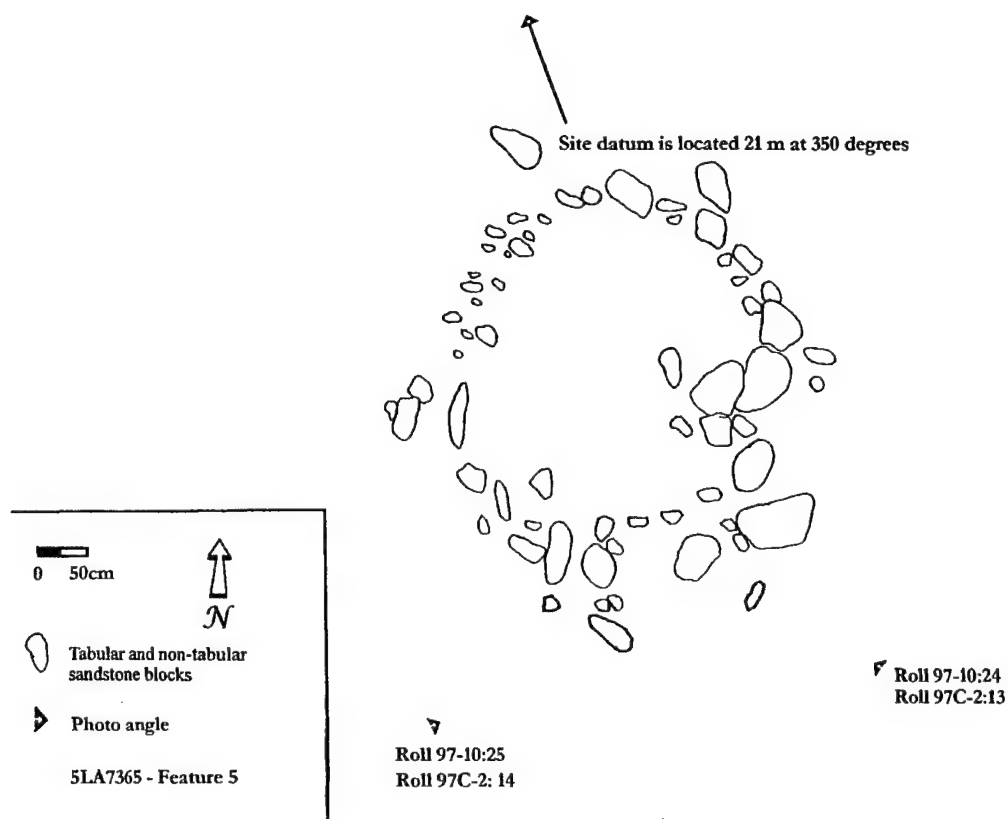 Site datum is located 21 m at 350 degrees
0 50cm
N
Tabular and non-tabular
sandstone blocks
Photo angle
5LA7365 - Feature 5
Roll 97-10:25
Roll 97C-2: 14
Roll 97-10:24
Roll 97C-2:13